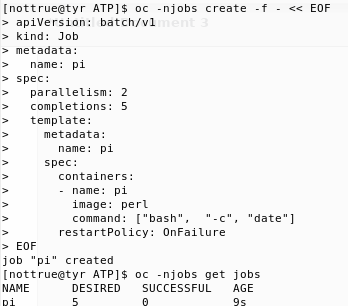 [nottrue@tyr ATP]$ oc -njobs create -f - << EOF
> apiVersion: batch/v1
> kind: Job
> metadata:
>   name: pi
> spec:
>   parallelism: 2
>   completions: 5
>   template:
>     metadata:
>       name: pi
>     spec:
>       containers:
>       - name: pi
>         image: perl
>         command: ["bash",  "-c", "date"]
>       restartPolicy: OnFailure
> EOF
job "pi" created
[nottrue@tyr ATP]$ oc -njobs get jobs
NAME      DESIRED   SUCCESSFUL   AGE
pi        5         0            9s